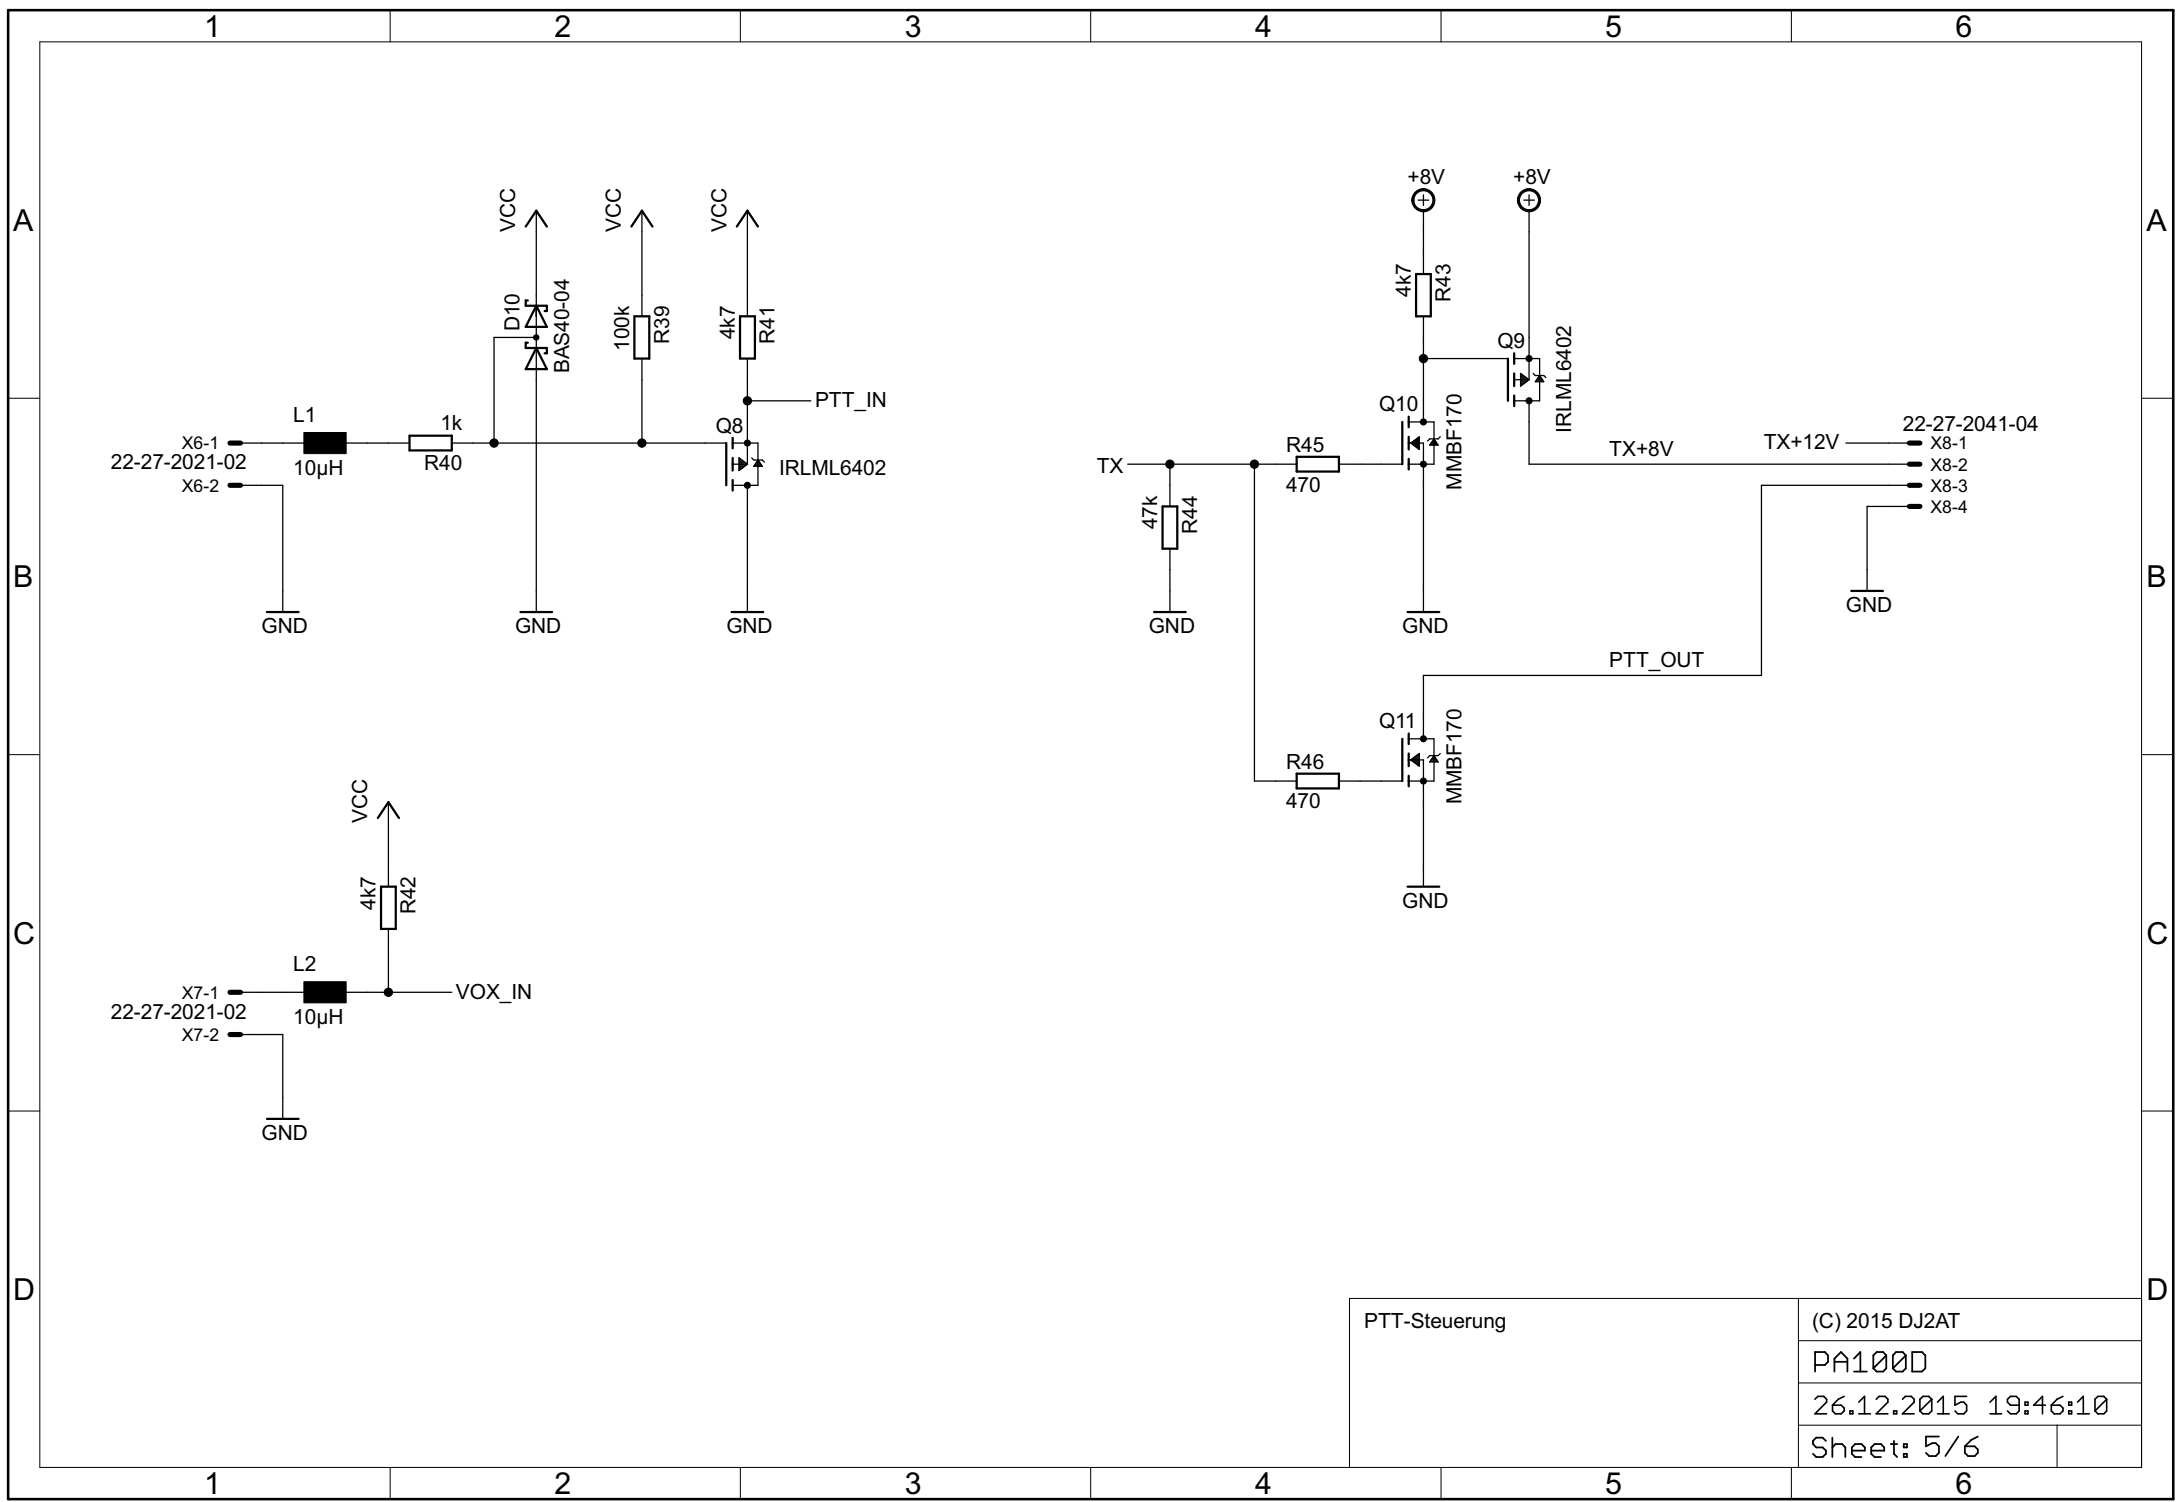 1 2 3 4 5 6
A
A
B
B
C
C
D
D
VCC
VCC
VCC
D10
BAS40-04
100k
R39
4k7
R41
PTT_IN
Q8
IRLML6402
L1
10µH
1k
R40
X6-1
22-27-2021-02
X6-2
GND
GND
GND
+8V
+8V
4k7
R43
Q9
IRLML6402
Q10
MMBF170
TX
R45
470
47k
R44
GND
GND
TX+8V
TX+12V
22-27-2041-04
X8-1
X8-2
X8-3
X8-4
GND
PTT_OUT
Q11
MMBF170
R46
470
GND
VCC
4k7
R42
L2
10µH
X7-1
22-27-2021-02
X7-2
VOX_IN
GND
PTT-Steuerung
(C) 2015 DJ2AT
PA100D
26.12.2015 19:46:10
Sheet: 5/6
1 2 3 4 5 6